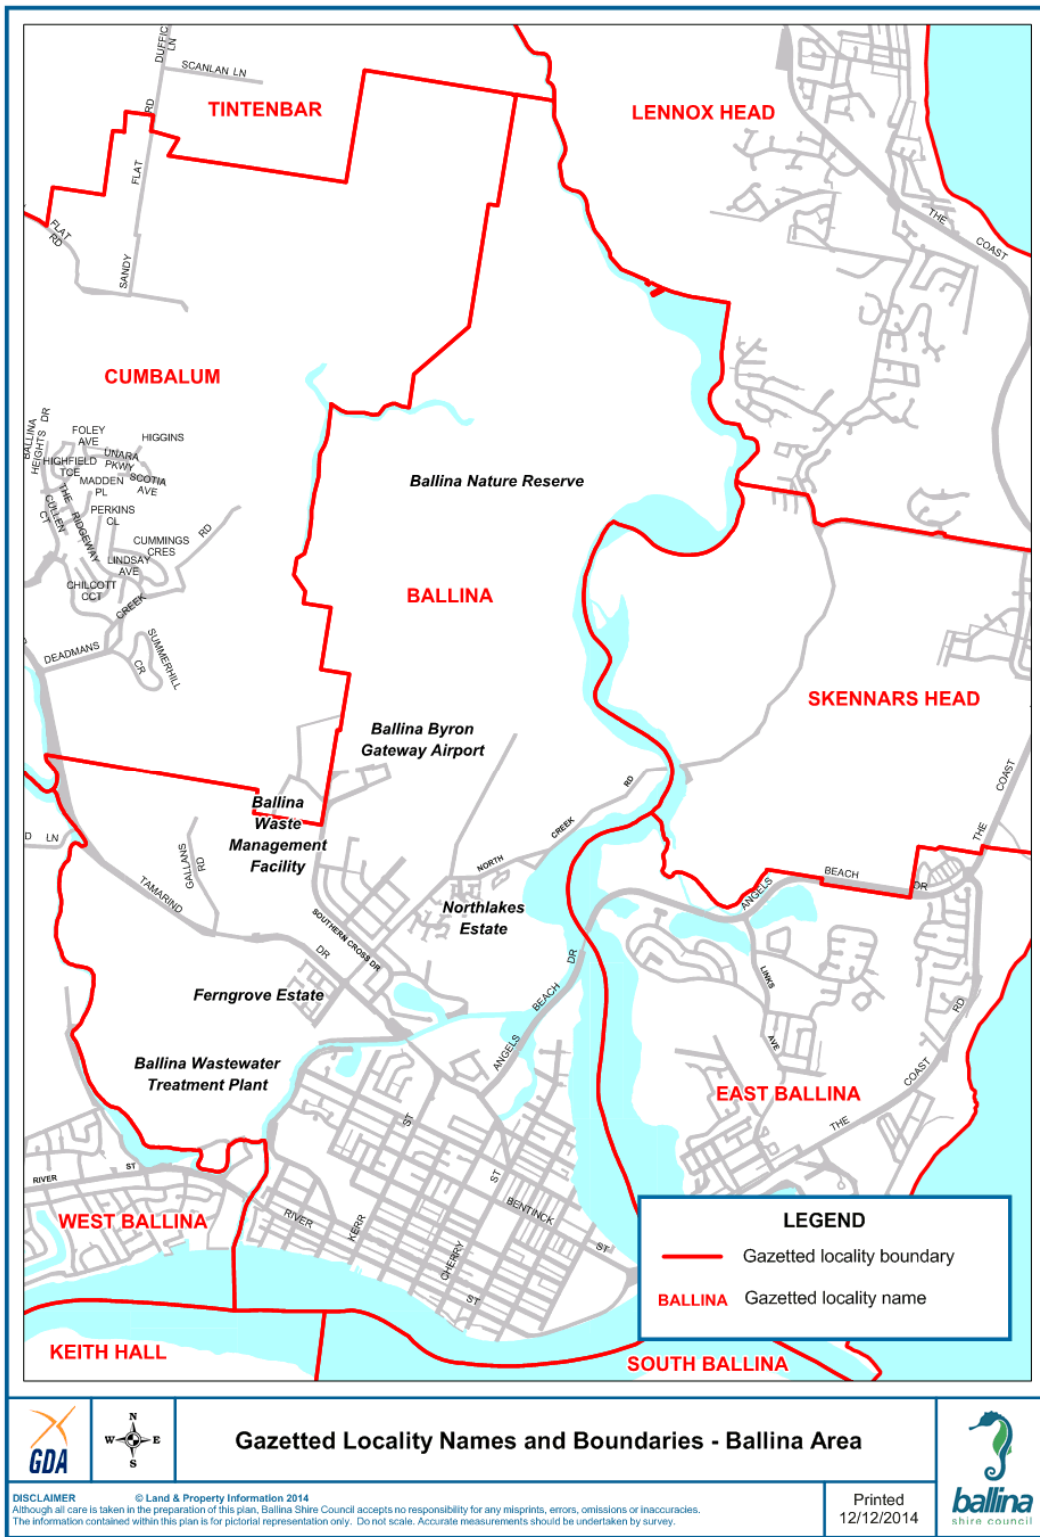 DUFFIC
LN
SCANLAN LN
TINTENBAR
LENNOX HEAD
RD
FLAT
FLAT
RD
SANDY
THE
COAST
CUMBALUM
BALLINA
HEIGHTS DR
FOLEY
AVE
HIGGINS
UNARA
PKWY
HIGHFIELD
TCE
SCOTIA
AVE
MADDEN
PL
THE RIDGEWAY
CULLEN
CT
PERKINS
CL
RD
CUMMINGS
CRES
LINDSAY
AVE
CHILCOTT
CCT
CREEK
DEADMANS
SUMMERHILL
CR
Ballina Nature Reserve
BALLINA
SKENNARS HEAD
Ballina Byron
Gateway Airport
RD
CREEK
NORTH
COAST
THE
Ballina
Waste
Management
Facility
D LN
GALLANS
RD
TAMARIND
DR
SOUTHERN CROSS DR
Northlakes
Estate
BEACH
DR
ANGELS
LINKS
AVE
DR
BEACH
ANGELS
Ferngrove Estate
RD
COAST
THE
Ballina Wastewater
Treatment Plant
EAST BALLINA
ST
ST
RIVER
ST
WEST BALLINA
RIVER
KERR
CHERRY
ST
BENTINCK
ST
LEGEND
Gazetted locality boundary
BALLINA Gazetted locality name
KEITH HALL
SOUTH BALLINA
GDA
N
W E
S
Gazetted Locality Names and Boundaries - Ballina Area
DISCLAIMER © Land & Property Information 2014
Although all care is taken in the preparation of this plan, Ballina Shire Council accepts no responsibility for any misprints, errors, omissions or inaccuracies.
The information contained within this plan is for pictorial representation only. Do not scale. Accurate measurements should be undertaken by survey.
Printed
12/12/2014
ballina
shire council